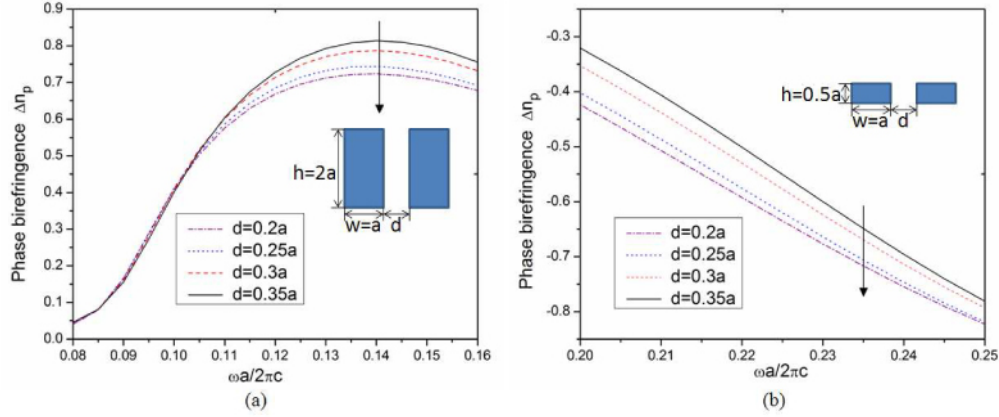 0.9
0.8
0.7
0.6
0.5
0.4
0.3
0.2
0.1
0.0
Phase birefringence Δnₚ
h=2a
w=a d
d=0.2a
d=0.25a
d=0.3a
d=0.35a
0.08 0.09 0.10 0.11 0.12 0.13 0.14 0.15 0.16
ωa/2πc
(a)
-0.3
-0.4
-0.5
-0.6
-0.7
-0.8
Phase birefringence Δnₚ
h=0.5a
w=a d
d=0.2a
d=0.25a
d=0.3a
d=0.35a
0.20 0.21 0.22 0.23 0.24 0.25
ωa/2πc
(b)